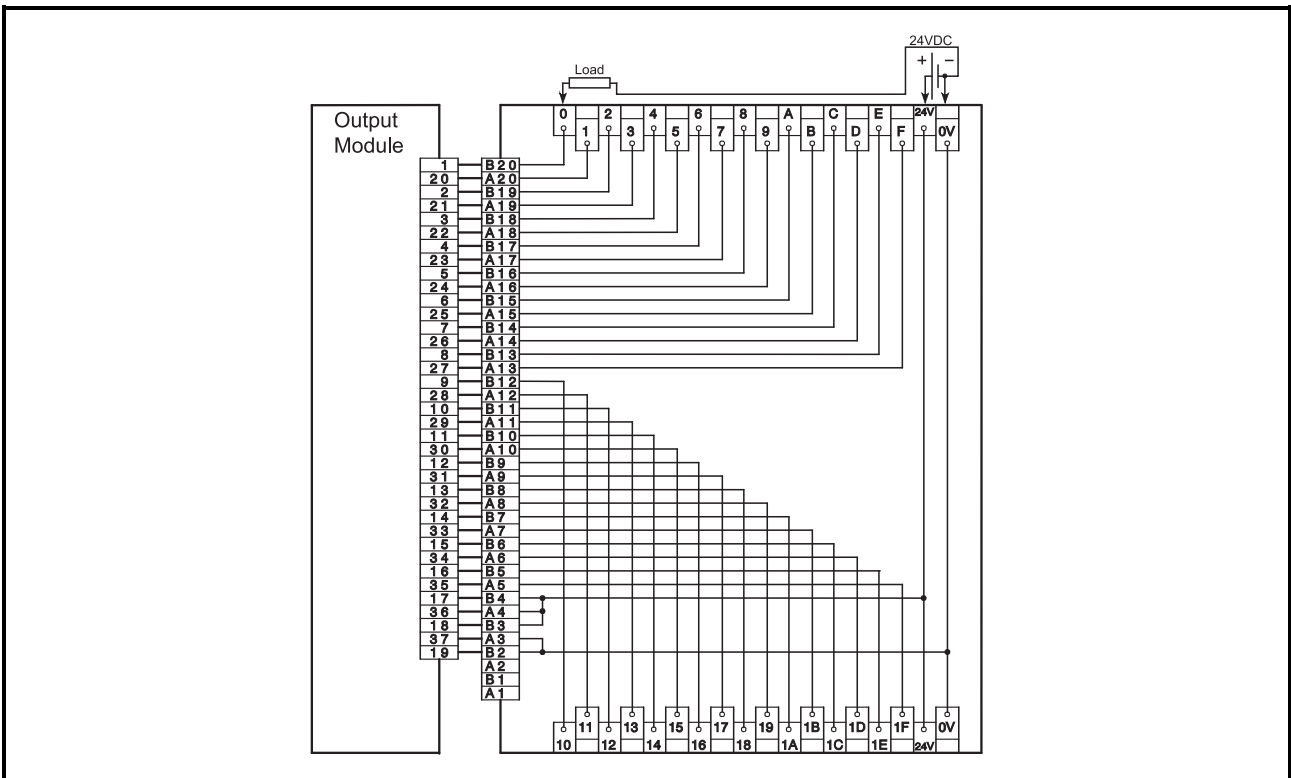 24VDC
+ −
Load
Output
Module
0 2 4 6 8 A C E 24V
1 3 5 7 9 B D F 0V
1 B20
20 A20
2 B19
21 A19
3 B18
22 A18
4 B17
23 A17
5 B16
24 A16
6 B15
25 A15
7 B14
26 A14
8 B13
27 A13
9 B12
28 A12
10 B11
29 A11
11 B10
30 A10
12 B9
31 A9
13 B8
32 A8
14 B7
33 A7
15 B6
34 A6
16 B5
35 A5
17 B4
36 A4
18 B3
37 A3
19 B2
A2
B1
A1
11 13 15 17 19 1B 1D 1F 0V
10 12 14 16 18 1A 1C 1E 24V